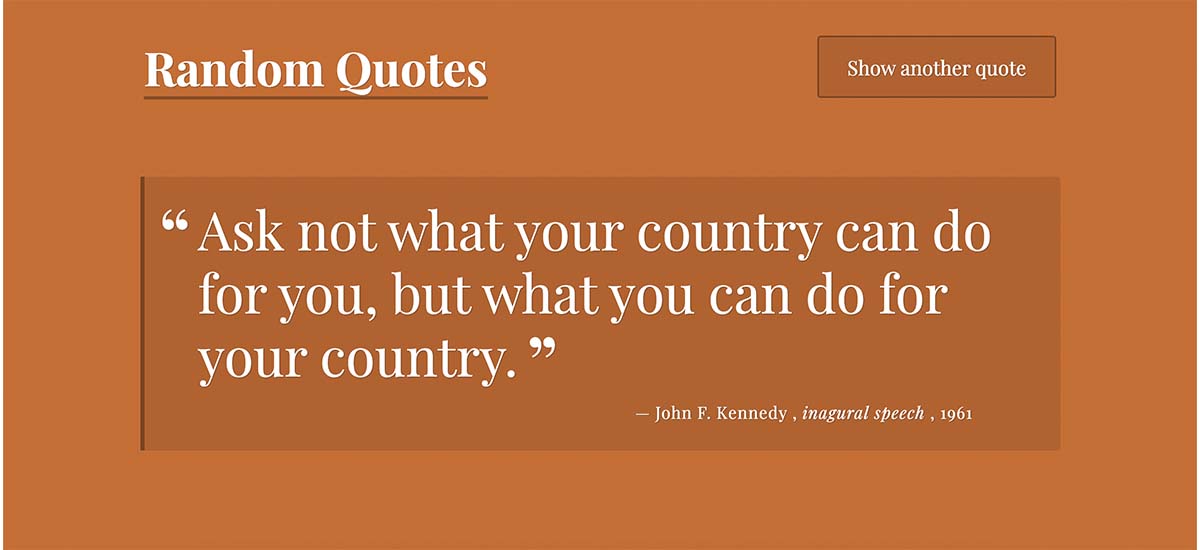 Random Quotes
Show another quote
“ Ask not what your country can do
for you, but what you can do for
your country. ”
— John F. Kennedy , inagural speech , 1961